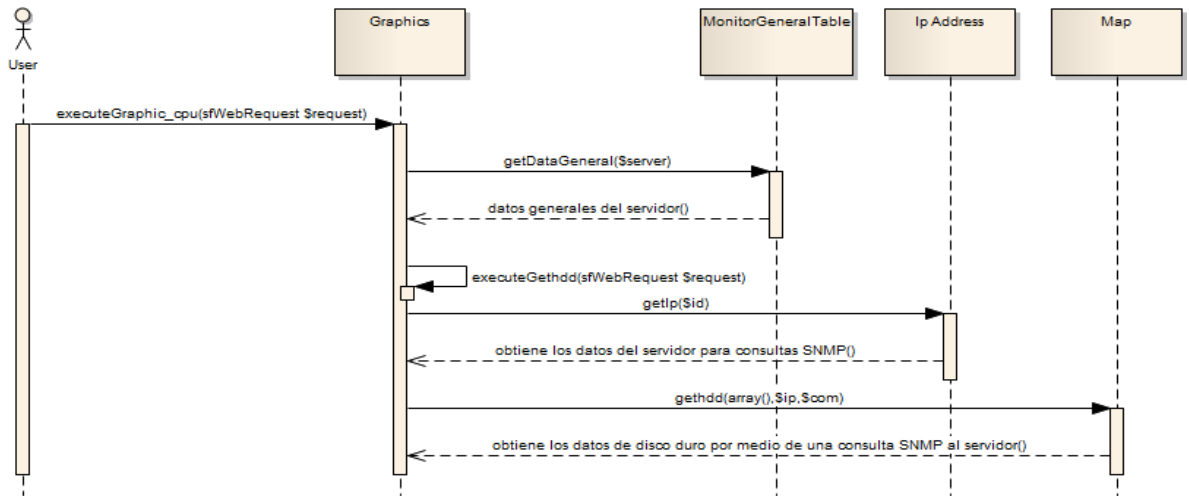 User
Graphics
MonitorGeneralTable
Ip Address
Map
executeGraphic_cpu(sfWebRequest $request)
getDataGeneral($server)
datos generales del servidor()
executeGethdd(sfWebRequest $request)
getIp($id)
obtiene los datos del servidor para consultas SNMP()
gethdd(array(),$ip,$com)
obtiene los datos de disco duro por medio de una consulta SNMP al servidor()